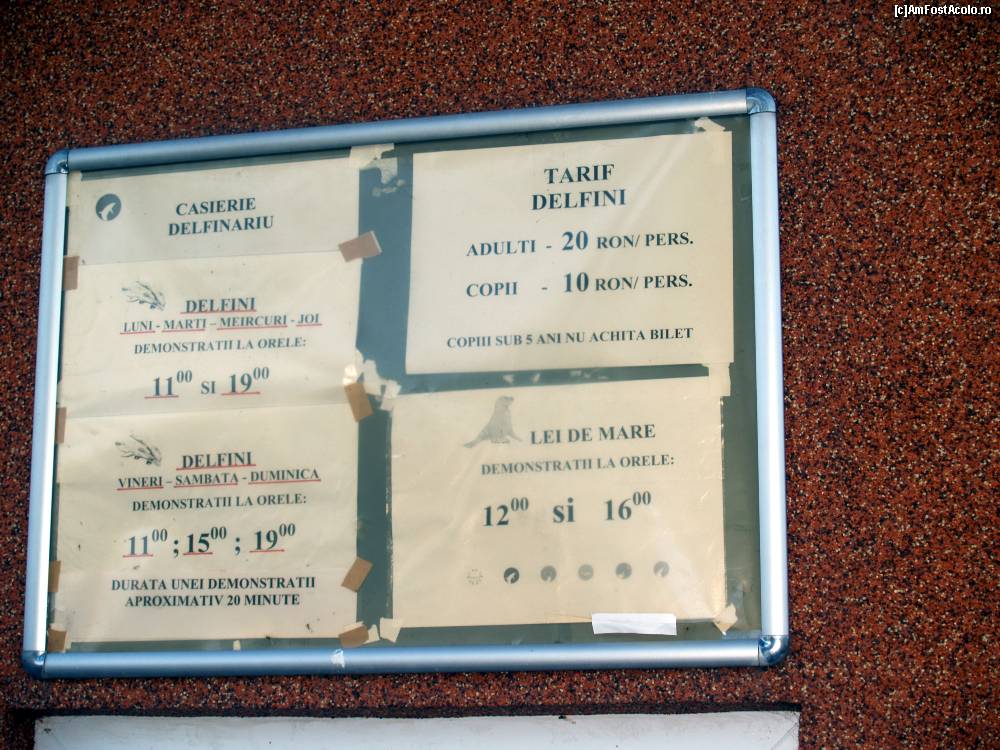 [c]AmFostAcolo.ro
CASIERIE
DELFINARIU
DELFINI
LUNI - MARTI – MEIRCURI - JOI
DEMONSTRATII LA ORELE:
11⁰⁰ SI 19⁰⁰
DELFINI
VINERI – SAMBATA - DUMINICA
DEMONSTRATII LA ORELE:
11⁰⁰ ; 15⁰⁰ ; 19⁰⁰
DURATA UNEI DEMONSTRATII
APROXIMATIV 20 MINUTE
TARIF
DELFINI
ADULTI - 20 RON/ PERS.
COPII - 10 RON/ PERS.
COPIII SUB 5 ANI NU ACHITA BILET
LEI DE MARE
DEMONSTRATII LA ORELE:
12⁰⁰ si 16⁰⁰